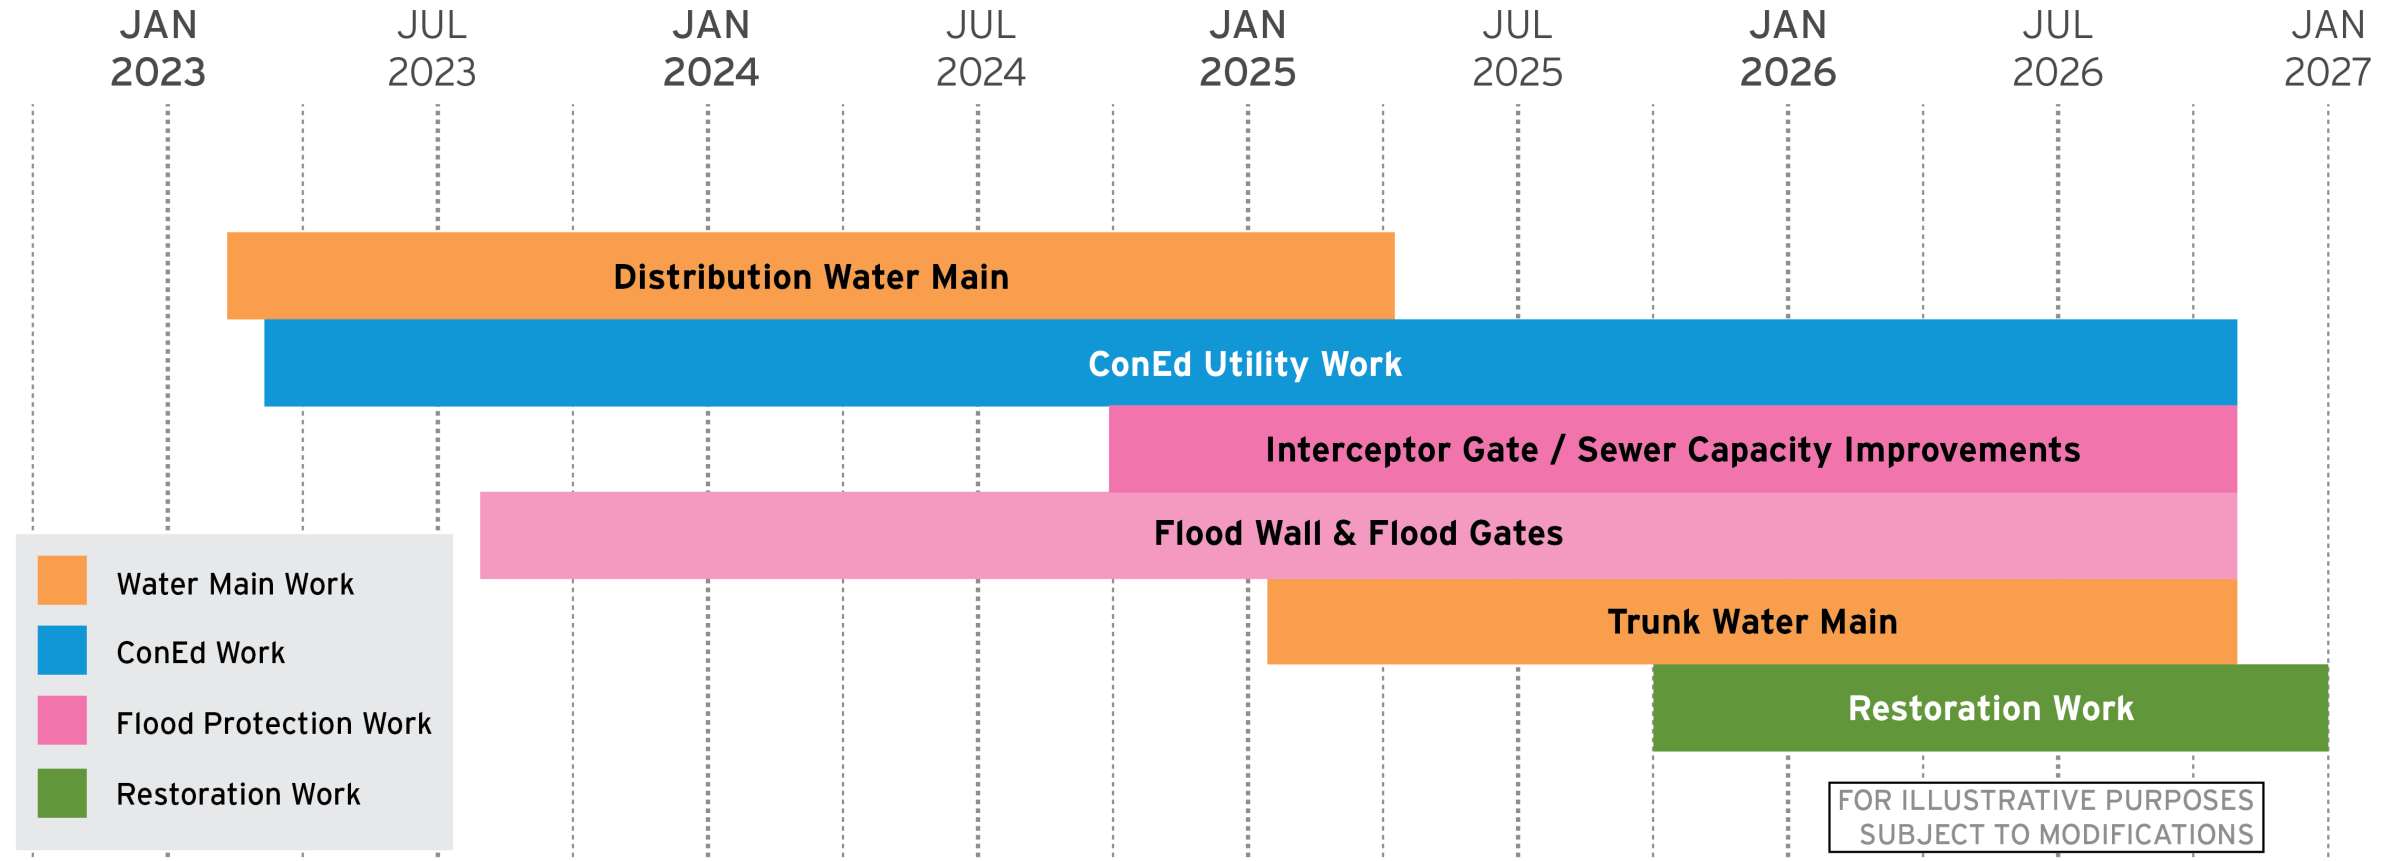 JAN JUL JAN JUL JAN JUL JAN JUL JAN
2023 2023 2024 2024 2025 2025 2026 2026 2027
Distribution Water Main
ConEd Utility Work
Interceptor Gate / Sewer Capacity Improvements
Flood Wall & Flood Gates
Trunk Water Main
Restoration Work
Water Main Work
ConEd Work
Flood Protection Work
Restoration Work
FOR ILLUSTRATIVE PURPOSES
SUBJECT TO MODIFICATIONS